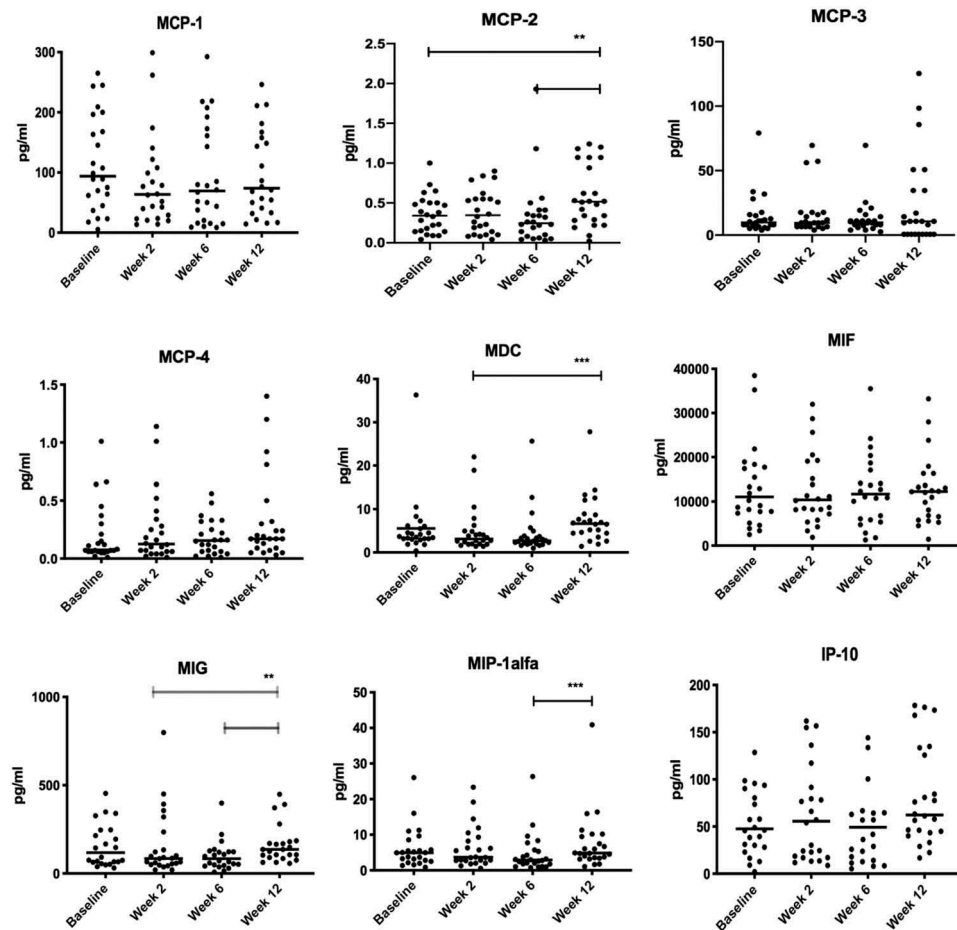 MCP-1
pg/ml
300
200
100
0
Baseline
Week 2
Week 6
Week 12
MCP-2
**
pg/ml
2.5
2.0
1.5
1.0
0.5
0.0
Baseline
Week 2
Week 6
Week 12
MCP-3
pg/ml
150
100
50
0
Baseline
Week 2
Week 6
Week 12
MCP-4
pg/ml
1.5
1.0
0.5
0.0
Baseline
Week 2
Week 6
Week 12
MDC
***
pg/ml
40
30
20
10
0
Baseline
Week 2
Week 6
Week 12
MIF
pg/ml
40000
30000
20000
10000
0
Baseline
Week 2
Week 6
Week 12
MIG
**
pg/ml
1000
500
0
Baseline
Week 2
Week 6
Week 12
MIP-1alfa
***
pg/ml
50
40
30
20
10
0
Baseline
Week 2
Week 6
Week 12
IP-10
pg/ml
200
150
100
50
0
Baseline
Week 2
Week 6
Week 12